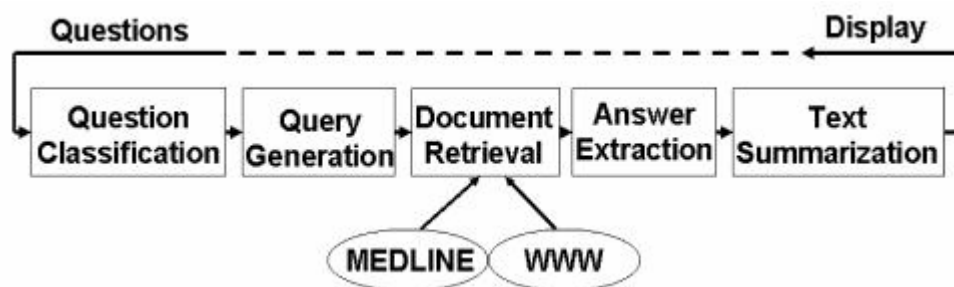 Questions
Display
Question
Classification
Query
Generation
Document
Retrieval
Answer
Extraction
Text
Summarization
MEDLINE
WWW